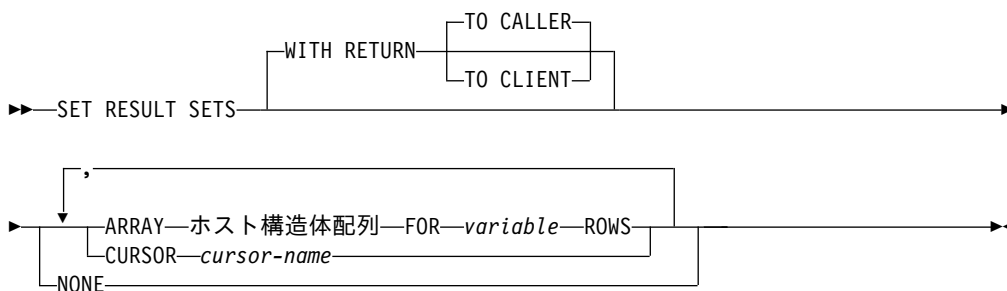 TO CALLER
WITH RETURN
TO CLIENT
SET RESULT SETS
,
ARRAY ホスト構造体配列 FOR variable ROWS
CURSOR cursor-name
NONE